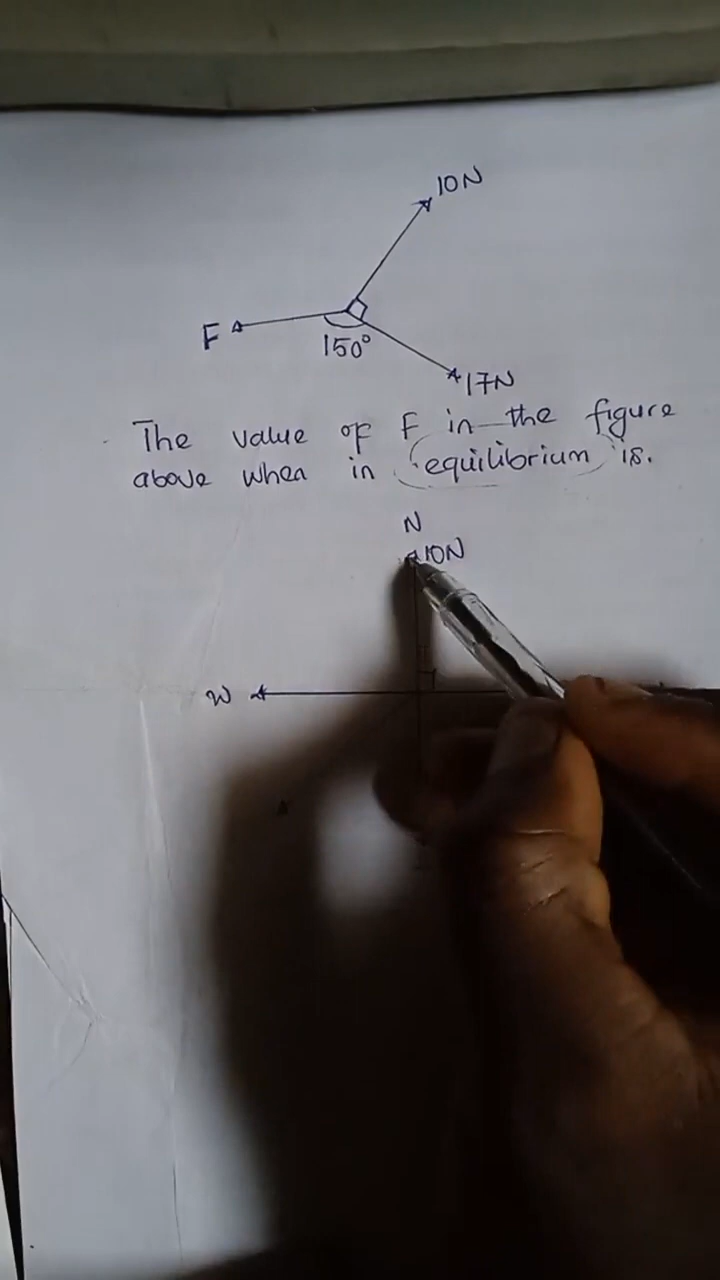 10N
F
150°
17N
The value of F in the figure
above when in equilibrium is.
N
10N
W